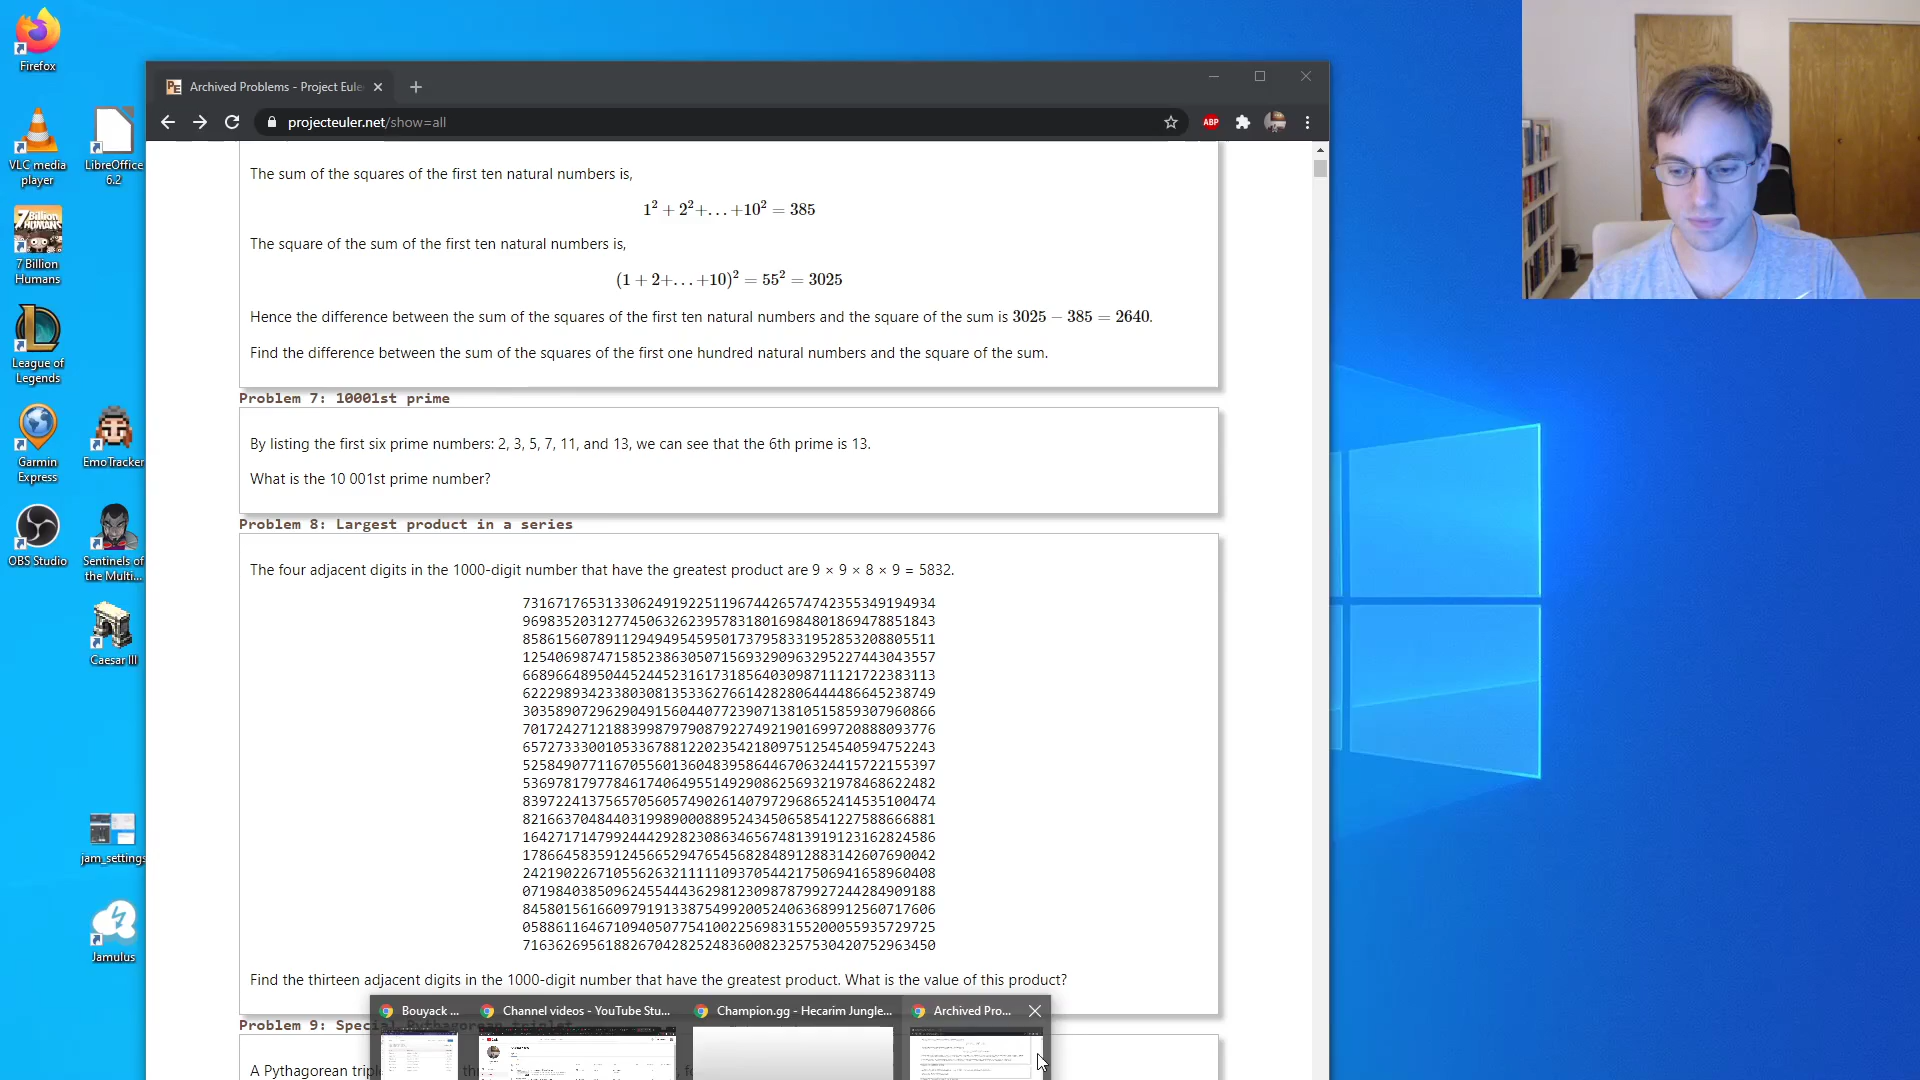 Firefox
VLC media
player
LibreOffice
6.2
7 Billion
Humans
League of
Legends
Garmin
Express
EmoTracker
OBS Studio
Sentinels of
the Multi...
Caesar III
jam_settings
Jamulus
Archived Problems - Project Eule
projecteuler.net/show=all
ABP
The sum of the squares of the first ten natural numbers is,
1² + 2²+…+10² = 385
The square of the sum of the first ten natural numbers is,
(1 + 2+…+10)² = 55² = 3025
Hence the difference between the sum of the squares of the first ten natural numbers and the square of the sum is 3025 − 385 = 2640.
Find the difference between the sum of the squares of the first one hundred natural numbers and the square of the sum.
Problem 7: 10001st prime
By listing the first six prime numbers: 2, 3, 5, 7, 11, and 13, we can see that the 6th prime is 13.
What is the 10 001st prime number?
Problem 8: Largest product in a series
The four adjacent digits in the 1000-digit number that have the greatest product are 9 × 9 × 8 × 9 = 5832.
73167176531330624919225119674426574742355349194934
96983520312774506326239578318016984801869478851843
85861560789112949495459501737958331952853208805511
12540698747158523863050715693290963295227443043557
66896648950445244523161731856403098711121722383113
62229893423380308135336276614282806444486645238749
30358907296290491560440772390713810515859307960866
70172427121883998797908792274921901699720888093776
65727333001053367881220235421809751254540594752243
52584907711670556013604839586446706324415722155397
53697817977846174064955149290862569321978468622482
83972241375657056057490261407972968652414535100474
82166370484403199890008895243450658541227588666881
16427171479924442928230863465674813919123162824586
17866458359124566529476545682848912883142607690042
24219022671055626321111109370544217506941658960408
07198403850962455444362981230987879927244284909188
84580156166097919133875499200524063689912560717606
05886116467109405077541002256983155200055935729725
71636269561882670428252483600823257530420752963450
Find the thirteen adjacent digits in the 1000-digit number that have the greatest product. What is the value of this product?
Bouyack ...
Channel videos - YouTube Stu...
Champion.gg - Hecarim Jungle...
Archived Pro...
Problem 9: Special Pythagorean triplet
A Pythagorean tripl